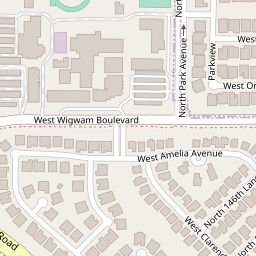 West
Parkview
North Park Avenue
West Or
West Wigwam Boulevard
West Amelia Avenue
North 146th Lane
West Claren
Road